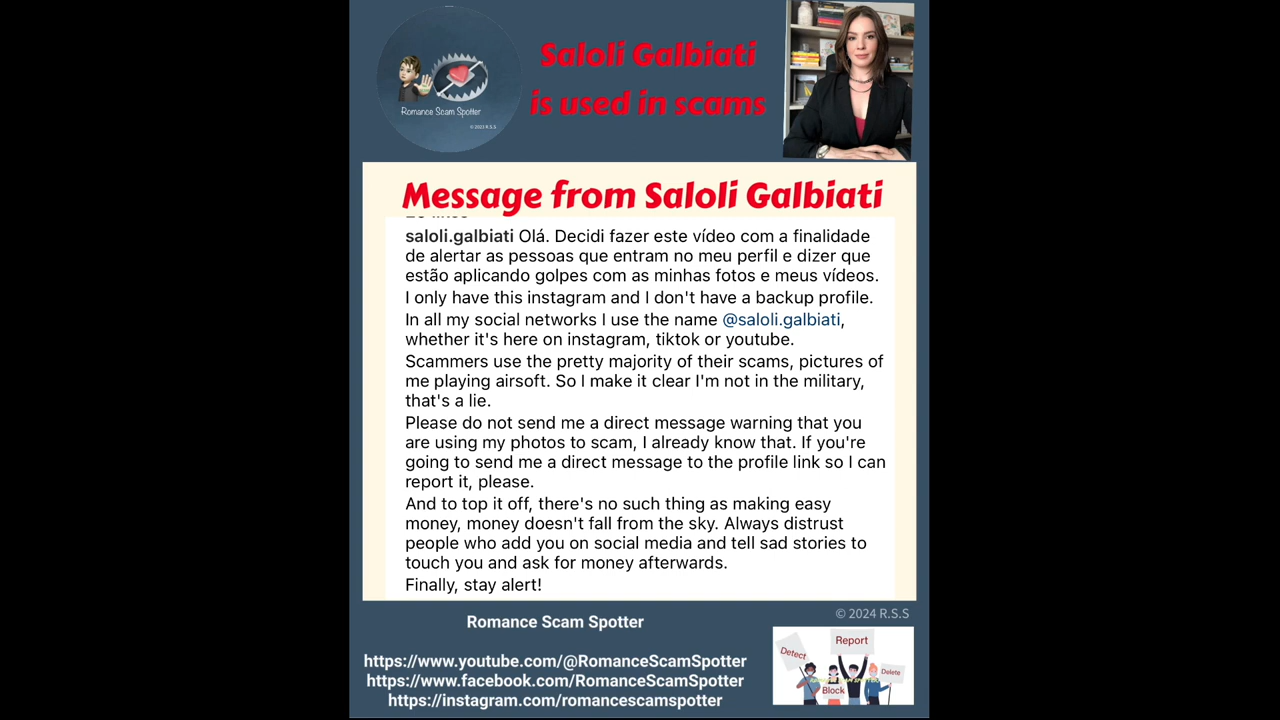 Saloli Galbiati
is used in scams
Romance Scam Spotter
© 2023 R.S.S
Message from Saloli Galbiati
saloli.galbiati Olá. Decidi fazer este vídeo com a finalidade
de alertar as pessoas que entram no meu perfil e dizer que
estão aplicando golpes com as minhas fotos e meus vídeos.
I only have this instagram and I don't have a backup profile.
In all my social networks I use the name @saloli.galbiati,
whether it's here on instagram, tiktok or youtube.
Scammers use the pretty majority of their scams, pictures of
me playing airsoft. So I make it clear I'm not in the military,
that's a lie.
Please do not send me a direct message warning that you
are using my photos to scam, I already know that. If you're
going to send me a direct message to the profile link so I can
report it, please.
And to top it off, there's no such thing as making easy
money, money doesn't fall from the sky. Always distrust
people who add you on social media and tell sad stories to
touch you and ask for money afterwards.
Finally, stay alert!
© 2024 R.S.S
Romance Scam Spotter
https://www.youtube.com/@RomanceScamSpotter
https://www.facebook.com/RomanceScamSpotter
https://instagram.com/romancescamspotter
Detect
Report
Delete
Block